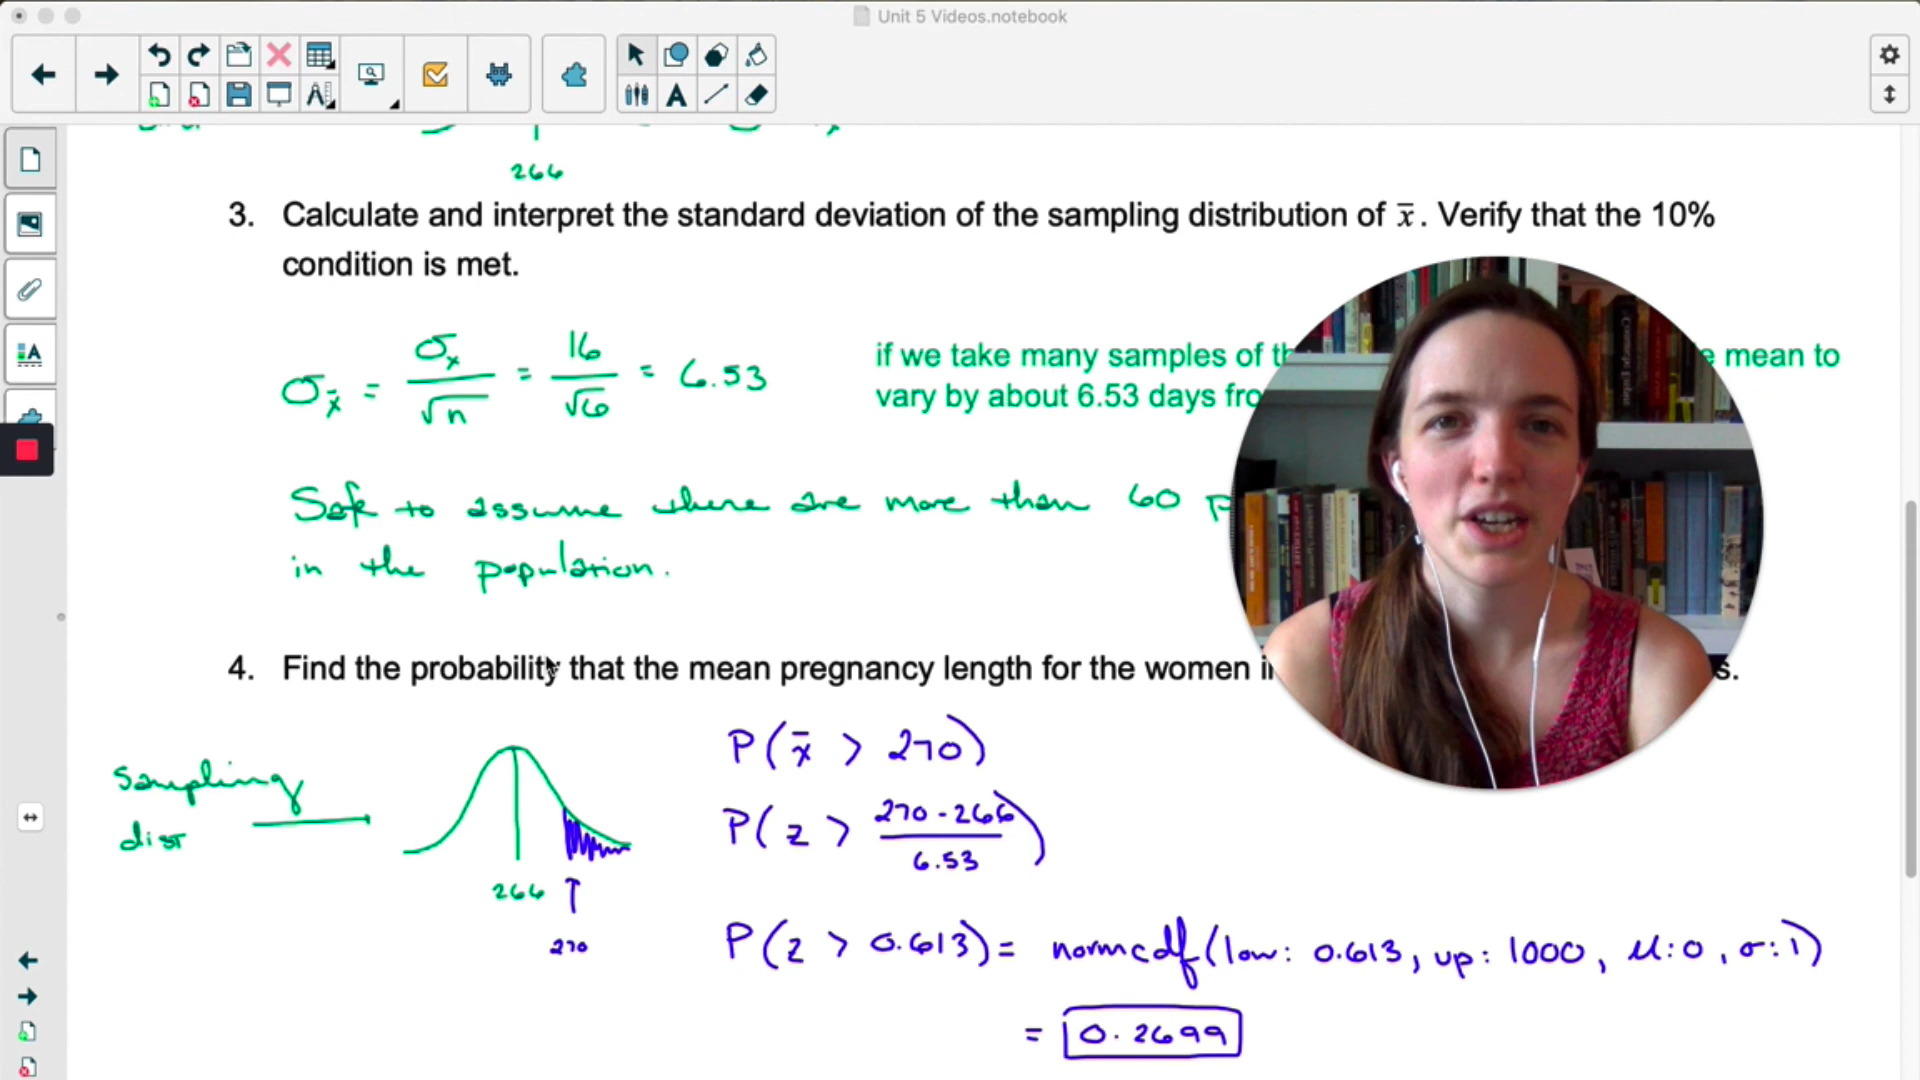 Unit 5 Videos.notebook
266
3. Calculate and interpret the standard deviation of the sampling distribution of x̄. Verify that the 10%
condition is met.
σx̄ = σx/√n = 16/√6 = 6.53
if we take many samples of th e mean to
vary by about 6.53 days fro
Safe to assume there are more than 60 p
in the population.
4. Find the probability that the mean pregnancy length for the women i s.
Sampling
dist
266
270
P(x̄ > 270)
P(z > (270-266)/6.53)
P(z > 0.613) = normcdf(low: 0.613, up: 1000, μ:0, σ:1)
= 0.2699